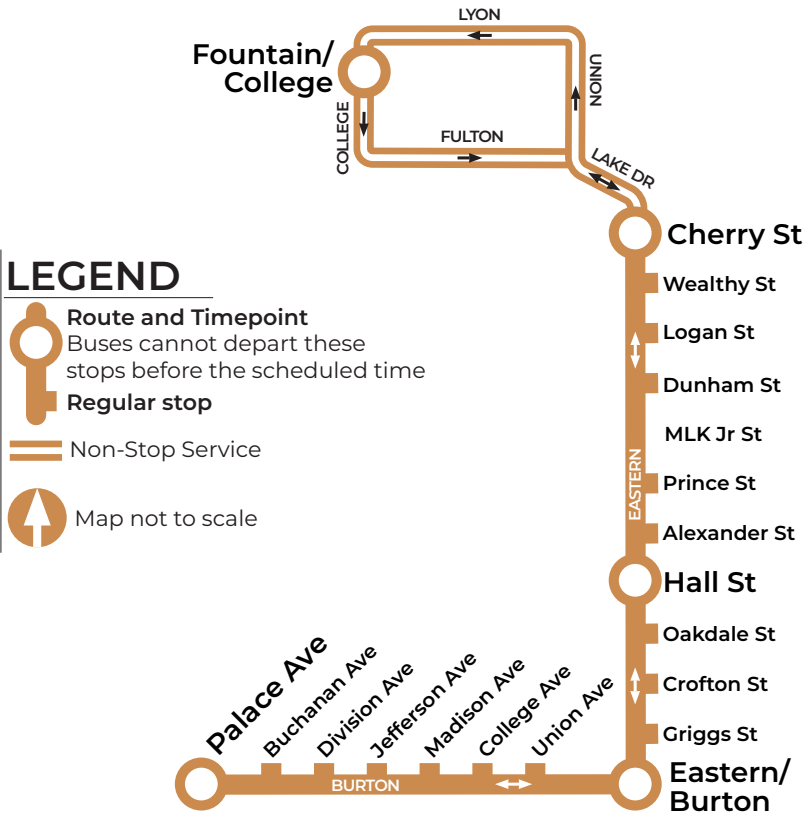 LYON
Fountain/
College
UNION
COLLEGE
FULTON
LAKE DR
Cherry St
LEGEND
Route and Timepoint
Buses cannot depart these
stops before the scheduled time
Regular stop
Non-Stop Service
Map not to scale
Wealthy St
Logan St
Dunham St
MLK Jr St
EASTERN
Prince St
Alexander St
Hall St
Oakdale St
Crofton St
Griggs St
Palace Ave
Buchanan Ave
Division Ave
Jefferson Ave
Madison Ave
College Ave
Union Ave
BURTON
Eastern/
Burton